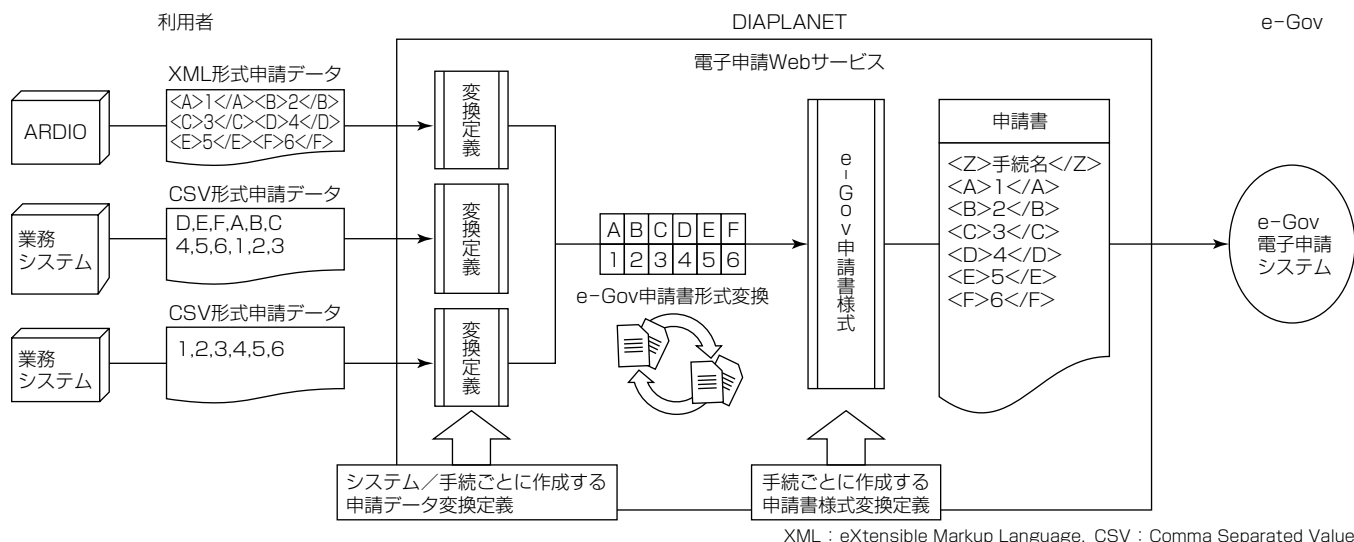 利用者
DIAPLANET
e-Gov
電子申請Webサービス
XML形式申請データ
ARDIO
<A>1</A><B>2</B>
<C>3</C><D>4</D>
<E>5</E><F>6</F>
変換定義
CSV形式申請データ
業務
システム
D,E,F,A,B,C
4,5,6,1,2,3
変換定義
CSV形式申請データ
業務
システム
1,2,3,4,5,6
変換定義
A B C D E F
1 2 3 4 5 6
e-Gov申請書形式変換
e-Gov申請書様式
申請書
<Z>手続名</Z>
<A>1</A>
<B>2</B>
<C>3</C>
<D>4</D>
<E>5</E>
<F>6</F>
e-Gov
電子申請
システム
システム/手続ごとに作成する
申請データ変換定義
手続ごとに作成する
申請書様式変換定義
XML:eXtensible Markup Language, CSV:Comma Separated Value